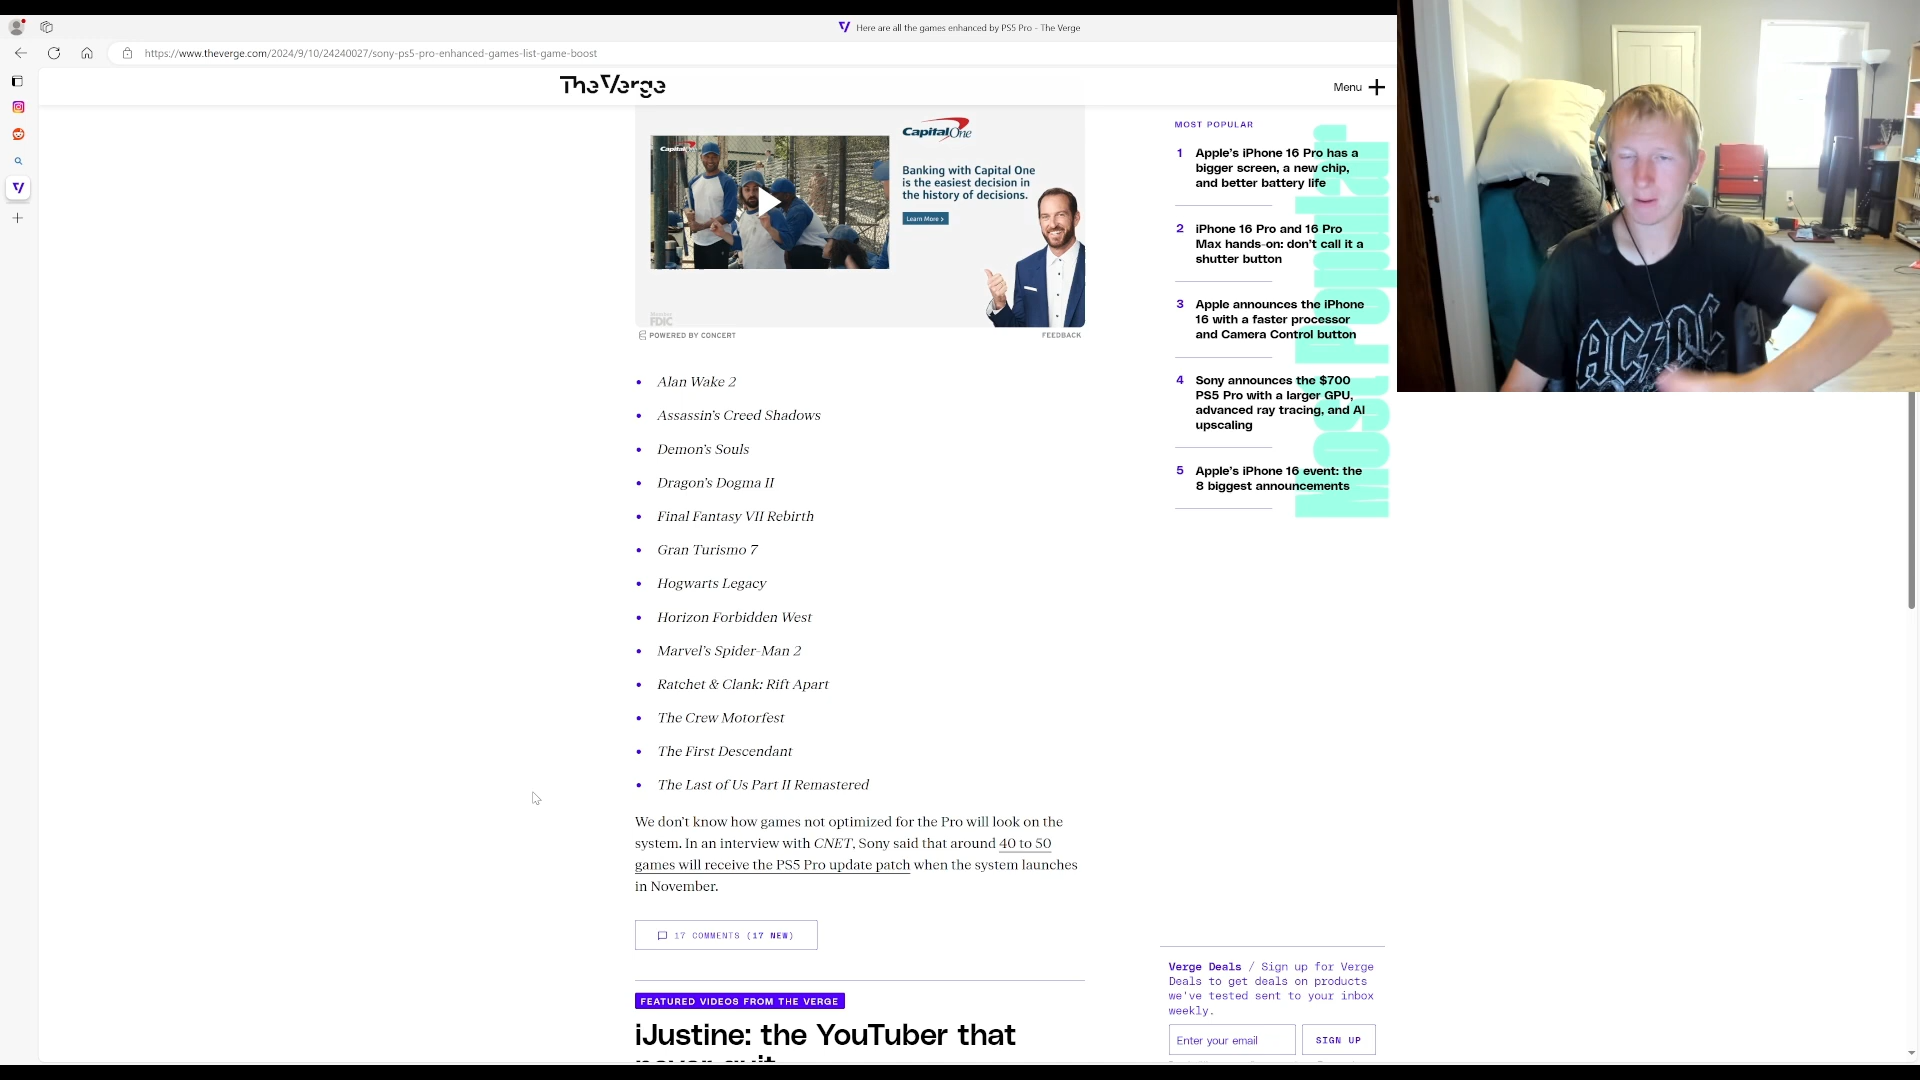 Here are all the games enhanced by PS5 Pro - The Verge
https://www.theverge.com/2024/9/10/24240027/sony-ps5-pro-enhanced-games-list-game-boost
The Verge
Menu
CapitalOne
Capital One
Banking with Capital One
is the easiest decision in
the history of decisions.
Learn More >
Member
FDIC
POWERED BY CONCERT
FEEDBACK
Alan Wake 2
Assassin's Creed Shadows
Demon's Souls
Dragon's Dogma II
Final Fantasy VII Rebirth
Gran Turismo 7
Hogwarts Legacy
Horizon Forbidden West
Marvel's Spider-Man 2
Ratchet & Clank: Rift Apart
The Crew Motorfest
The First Descendant
The Last of Us Part II Remastered
We don't know how games not optimized for the Pro will look on the
system. In an interview with CNET, Sony said that around 40 to 50
games will receive the PS5 Pro update patch when the system launches
in November.
17 COMMENTS (17 NEW)
FEATURED VIDEOS FROM THE VERGE
iJustine: the YouTuber that
never quit
MOST POPULAR
Most Popular
1 Apple's iPhone 16 Pro has a
bigger screen, a new chip,
and better battery life
2 iPhone 16 Pro and 16 Pro
Max hands-on: don't call it a
shutter button
3 Apple announces the iPhone
16 with a faster processor
and Camera Control button
4 Sony announces the $700
PS5 Pro with a larger GPU,
advanced ray tracing, and AI
upscaling
5 Apple's iPhone 16 event: the
8 biggest announcements
Verge Deals / Sign up for Verge
Deals to get deals on products
we've tested sent to your inbox
weekly.
Enter your email
SIGN UP
AC DC